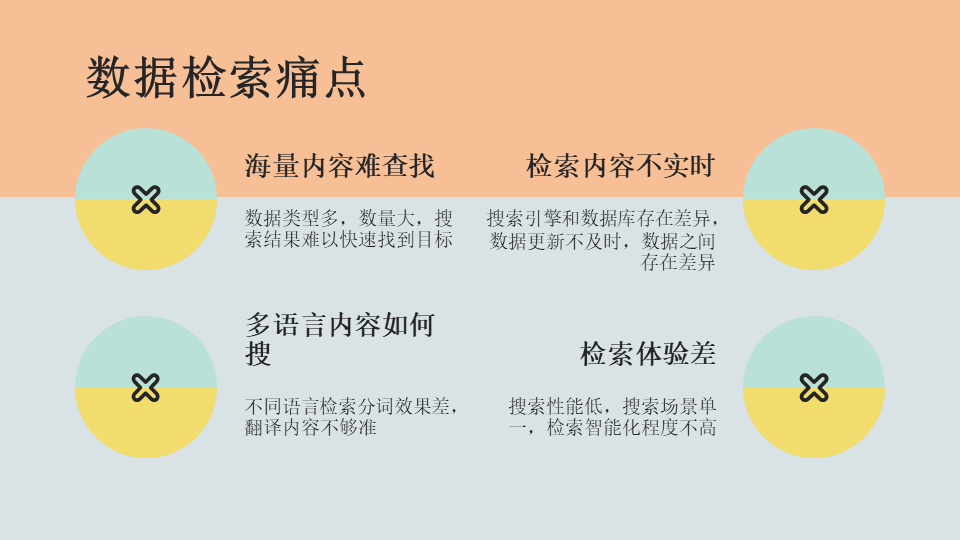 数据检索痛点
海量内容难查找
数据类型多，数量大，搜
索结果难以快速找到目标
检索内容不实时
搜索引擎和数据库存在差异，
数据更新不及时，数据之间
存在差异
多语言内容如何
搜
不同语言检索分词效果差，
翻译内容不够准
检索体验差
搜索性能低，搜索场景单
一，检索智能化程度不高